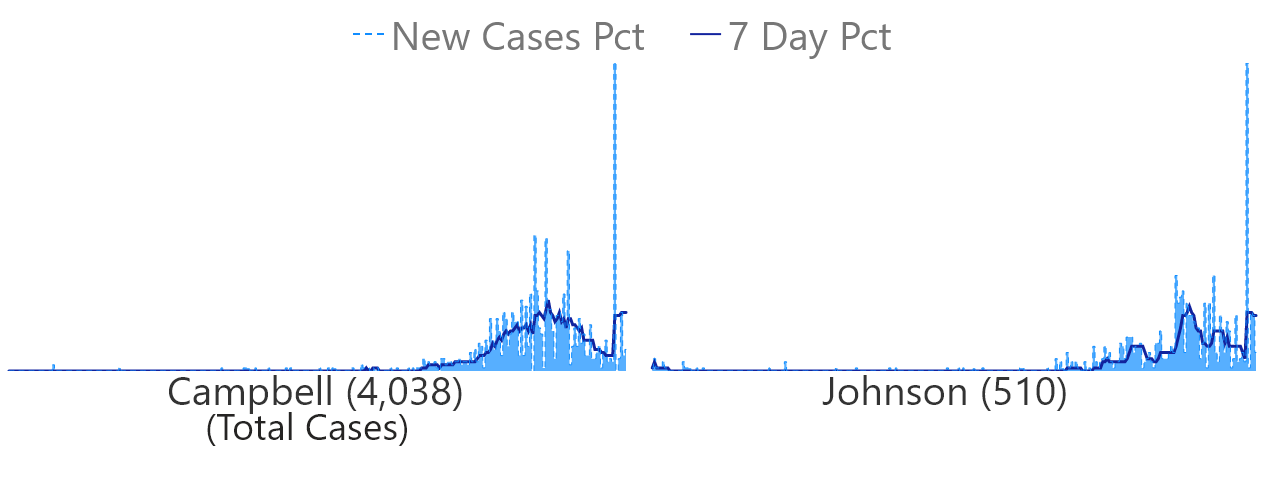 New Cases Pct 7 Day Pct
Campbell (4,038) Johnson (510)
(Total Cases)